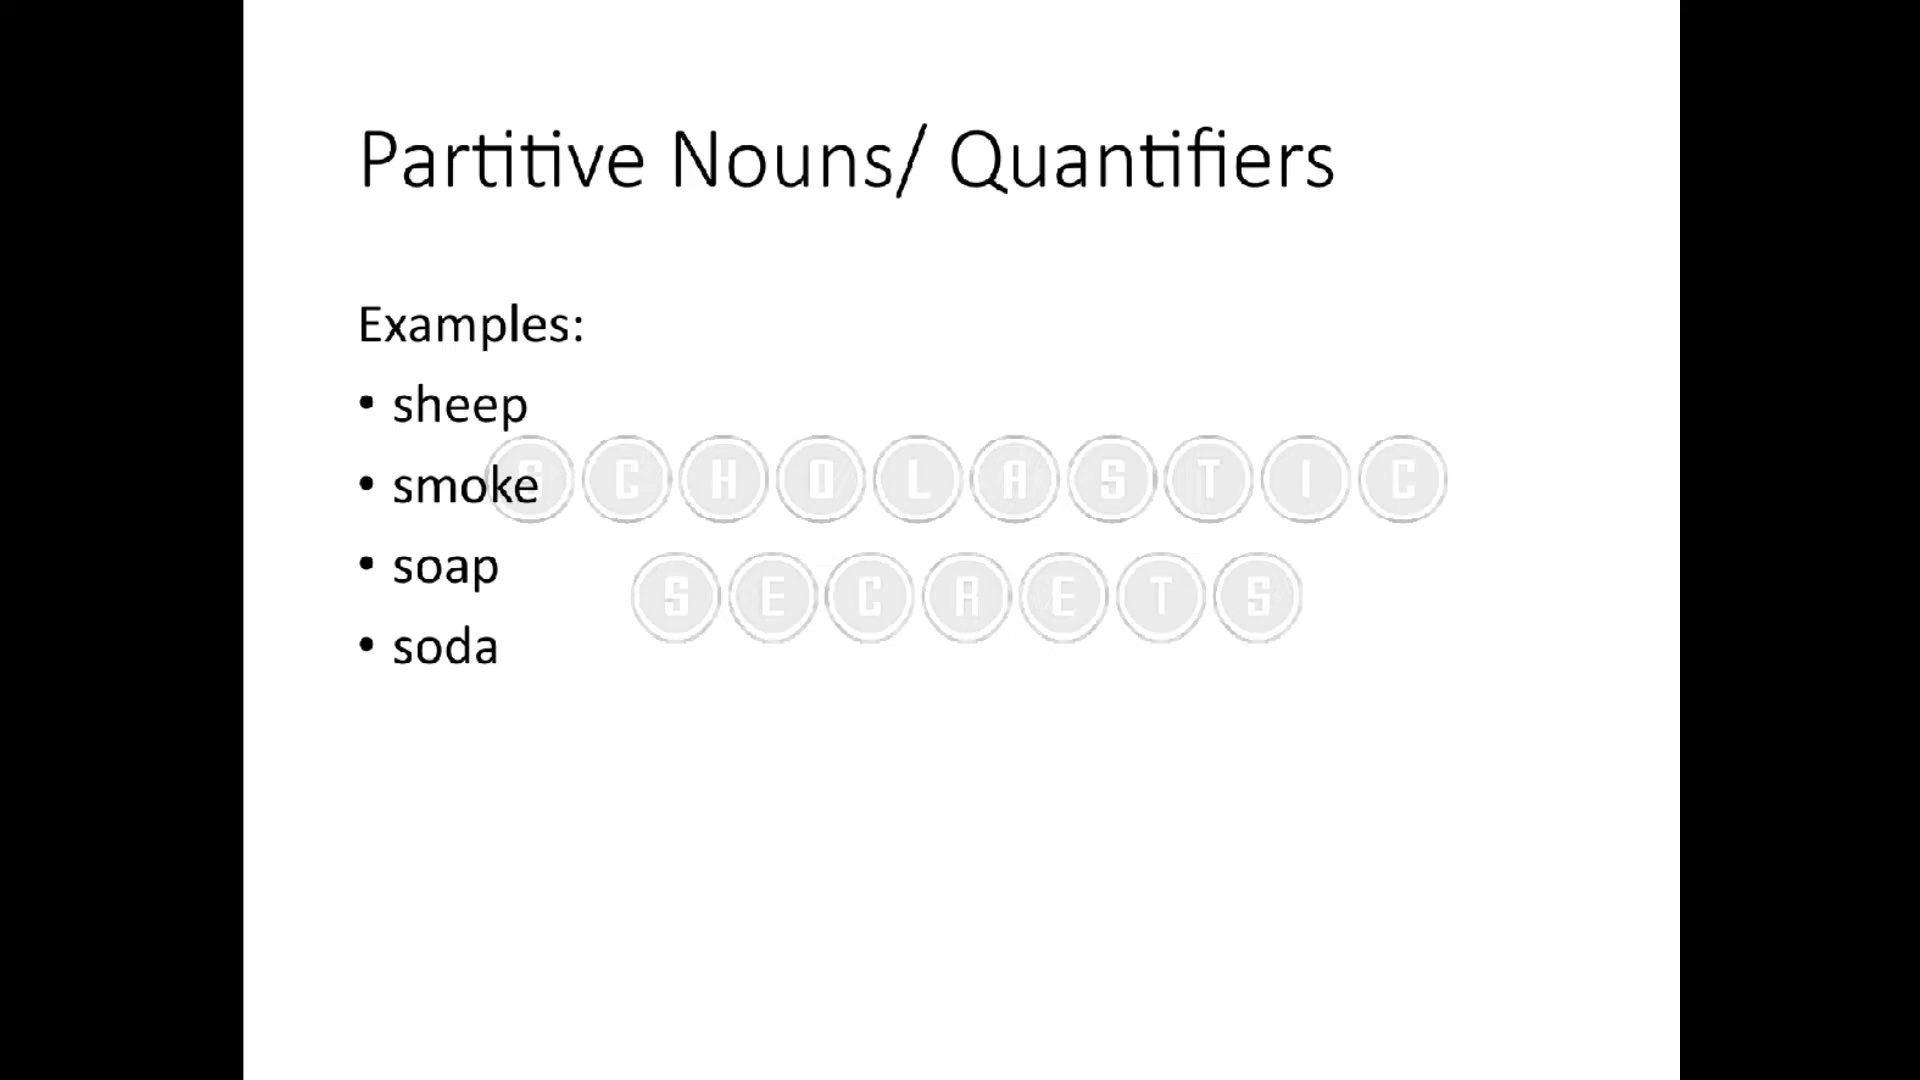 Partitive Nouns/ Quantifiers
Examples:
• sheep
• smoke
• soap
• soda
SCHOLASTIC
SECRETS